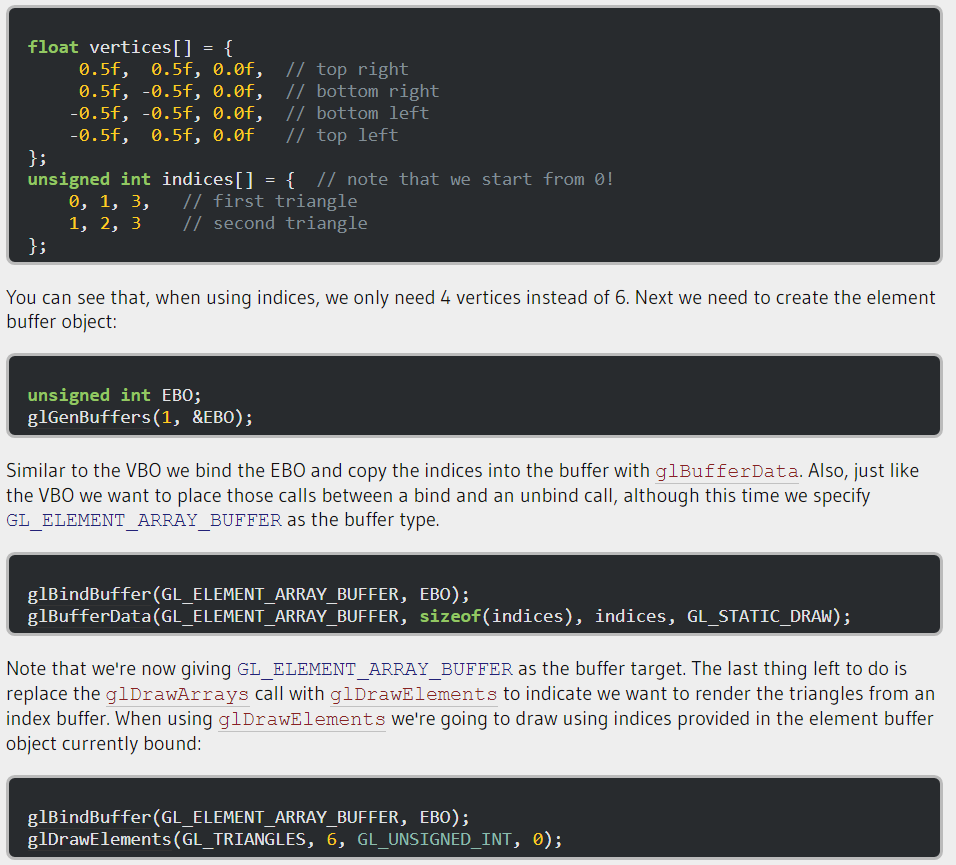 float vertices[] = {
     0.5f,  0.5f, 0.0f,  // top right
     0.5f, -0.5f, 0.0f,  // bottom right
    -0.5f, -0.5f, 0.0f,  // bottom left
    -0.5f,  0.5f, 0.0f   // top left
};
unsigned int indices[] = {  // note that we start from 0!
    0, 1, 3,   // first triangle
    1, 2, 3    // second triangle
};
You can see that, when using indices, we only need 4 vertices instead of 6. Next we need to create the element
buffer object:
unsigned int EBO;
glGenBuffers(1, &EBO);
Similar to the VBO we bind the EBO and copy the indices into the buffer with glBufferData. Also, just like
the VBO we want to place those calls between a bind and an unbind call, although this time we specify
GL_ELEMENT_ARRAY_BUFFER as the buffer type.
glBindBuffer(GL_ELEMENT_ARRAY_BUFFER, EBO);
glBufferData(GL_ELEMENT_ARRAY_BUFFER, sizeof(indices), indices, GL_STATIC_DRAW);
Note that we're now giving GL_ELEMENT_ARRAY_BUFFER as the buffer target. The last thing left to do is
replace the glDrawArrays call with glDrawElements to indicate we want to render the triangles from an
index buffer. When using glDrawElements we're going to draw using indices provided in the element buffer
object currently bound:
glBindBuffer(GL_ELEMENT_ARRAY_BUFFER, EBO);
glDrawElements(GL_TRIANGLES, 6, GL_UNSIGNED_INT, 0);